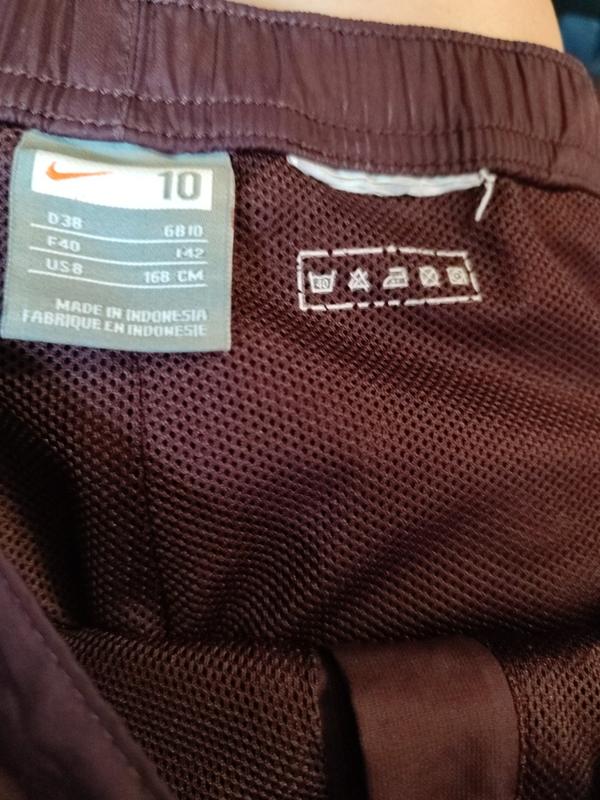 10
D38 GB10
F40 I42
US8 168 CM
MADE IN INDONESIA
FABRIQUE EN INDONESIE
40